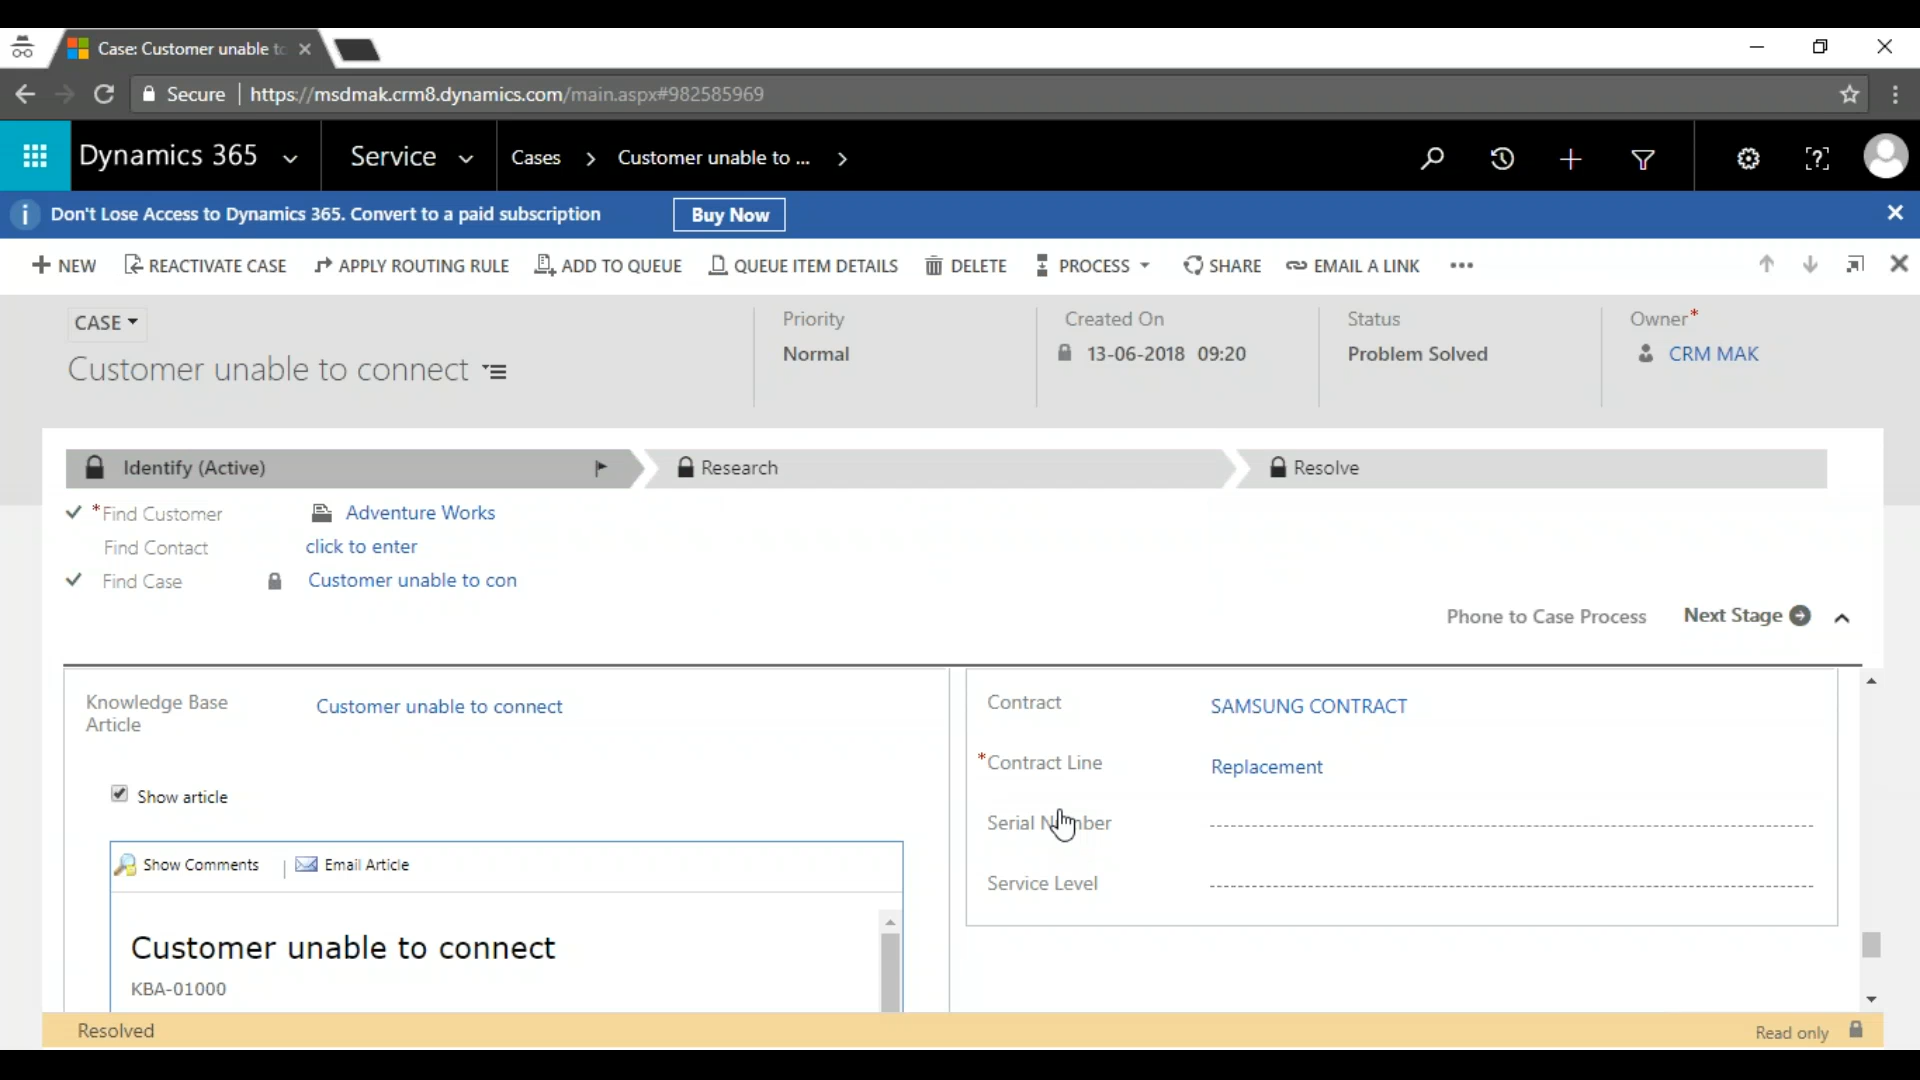 Case: Customer unable to
Secure https://msdmak.crm8.dynamics.com/main.aspx#982585969
Dynamics 365 Service Cases > Customer unable to ... >
Don't Lose Access to Dynamics 365. Convert to a paid subscription Buy Now
NEW REACTIVATE CASE APPLY ROUTING RULE ADD TO QUEUE QUEUE ITEM DETAILS DELETE PROCESS SHARE EMAIL A LINK ...
CASE
Customer unable to connect
Priority
Normal
Created On
13-06-2018 09:20
Status
Problem Solved
Owner*
CRM MAK
Identify (Active) Research Resolve
*Find Customer Adventure Works
Find Contact click to enter
Find Case Customer unable to con
Phone to Case Process Next Stage
Knowledge Base
Article
Customer unable to connect
Show article
Show Comments | Email Article
Customer unable to connect
KBA-01000
Contract SAMSUNG CONTRACT
*Contract Line Replacement
Serial Number
Service Level
Resolved Read only